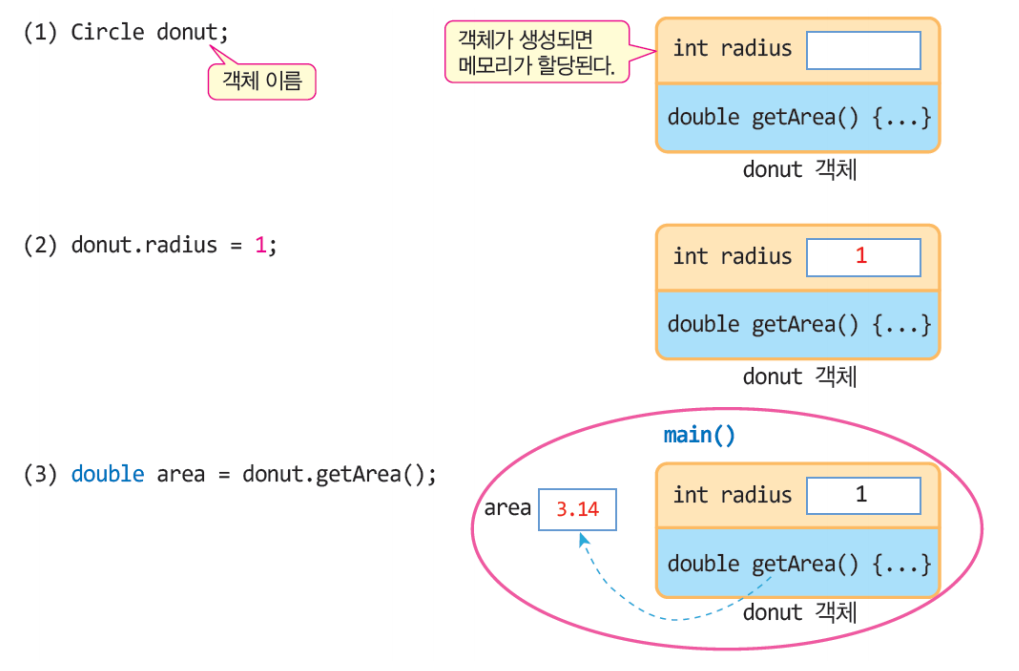 (1) Circle donut;
객체 이름
객체가 생성되면
메모리가 할당된다.
int radius
double getArea() {...}
donut 객체
(2) donut.radius = 1;
int radius 1
double getArea() {...}
donut 객체
(3) double area = donut.getArea();
main()
area 3.14
int radius 1
double getArea() {...}
donut 객체